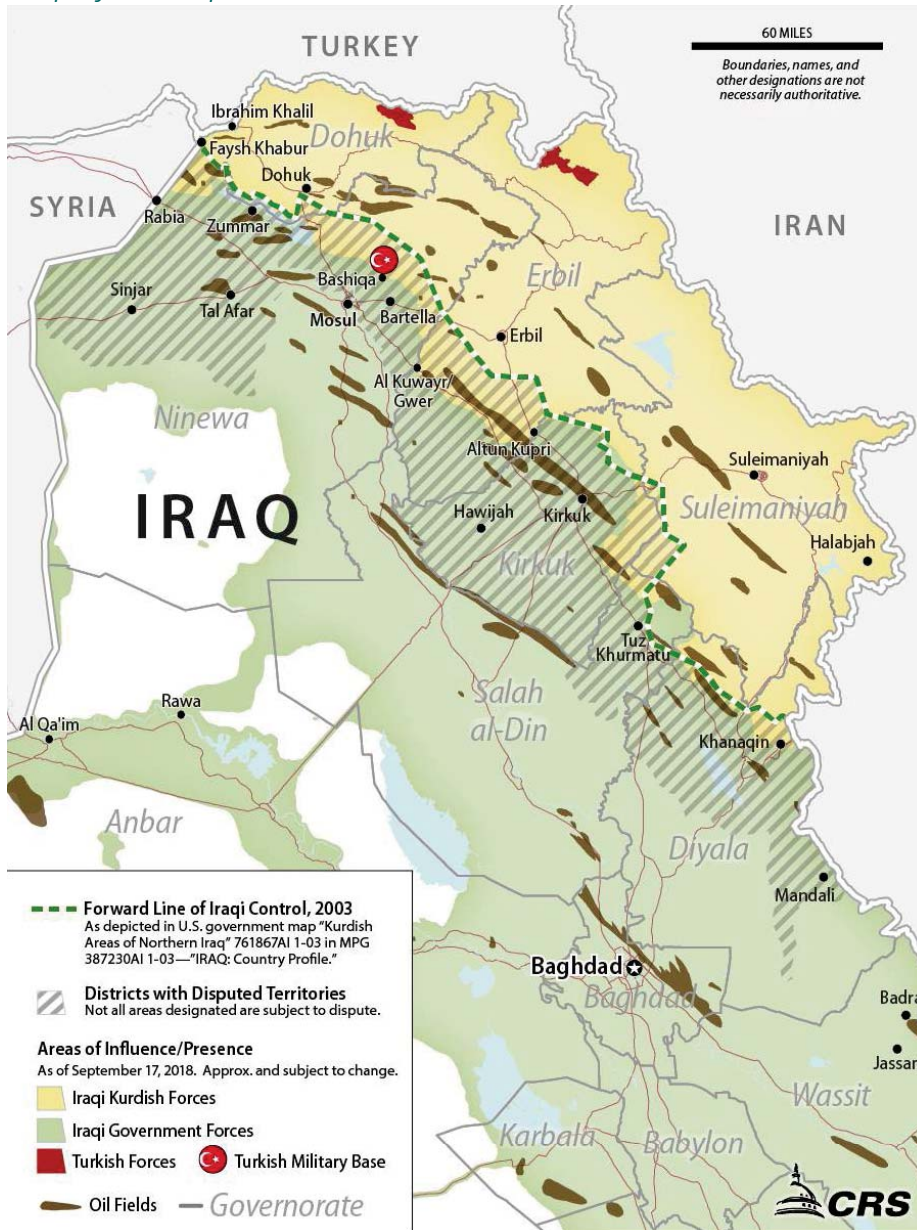 TURKEY
60 MILES
Boundaries, names, and
other designations are not
necessarily authoritative.
Ibrahim Khalil
Dohuk
Faysh Khabur
Dohuk
SYRIA
Rabia
Zummar
IRAN
Erbil
Bashiqa
Sinjar
Tal Afar
Mosul
Bartella
Erbil
Al Kuwayr/
Gwer
Ninewa
Altun Kupri
Suleimaniyah
IRAQ
Hawijah
Kirkuk
Suleimaniyah
Halabjah
Kirkuk
Tuz
Khurmatu
Salah
al-Din
Rawa
Al Qa'im
Khanaqin
Anbar
Diyala
Mandali
Forward Line of Iraqi Control, 2003
As depicted in U.S. government map "Kurdish
Areas of Northern Iraq" 761867AI 1-03 in MPG
387230AI 1-03—"IRAQ: Country Profile."
Baghdad
Baghdad
Districts with Disputed Territories
Not all areas designated are subject to dispute.
Badra
Jassan
Areas of Influence/Presence
As of September 17, 2018. Approx. and subject to change.
Iraqi Kurdish Forces
Iraqi Government Forces
Turkish Forces
Turkish Military Base
Oil Fields
Governorate
Wassit
Karbala
Babylon
CRS